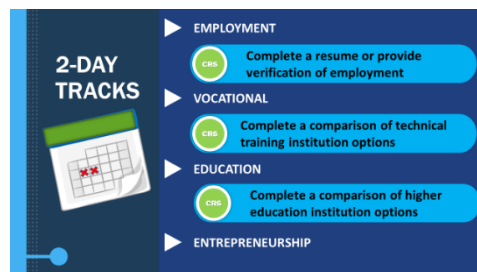 2-DAY
TRACKS
EMPLOYMENT
CRS
Complete a resume or provide
verification of employment
VOCATIONAL
CRS
Complete a comparison of technical
training institution options
EDUCATION
CRS
Complete a comparison of higher
education institution options
ENTREPRENEURSHIP